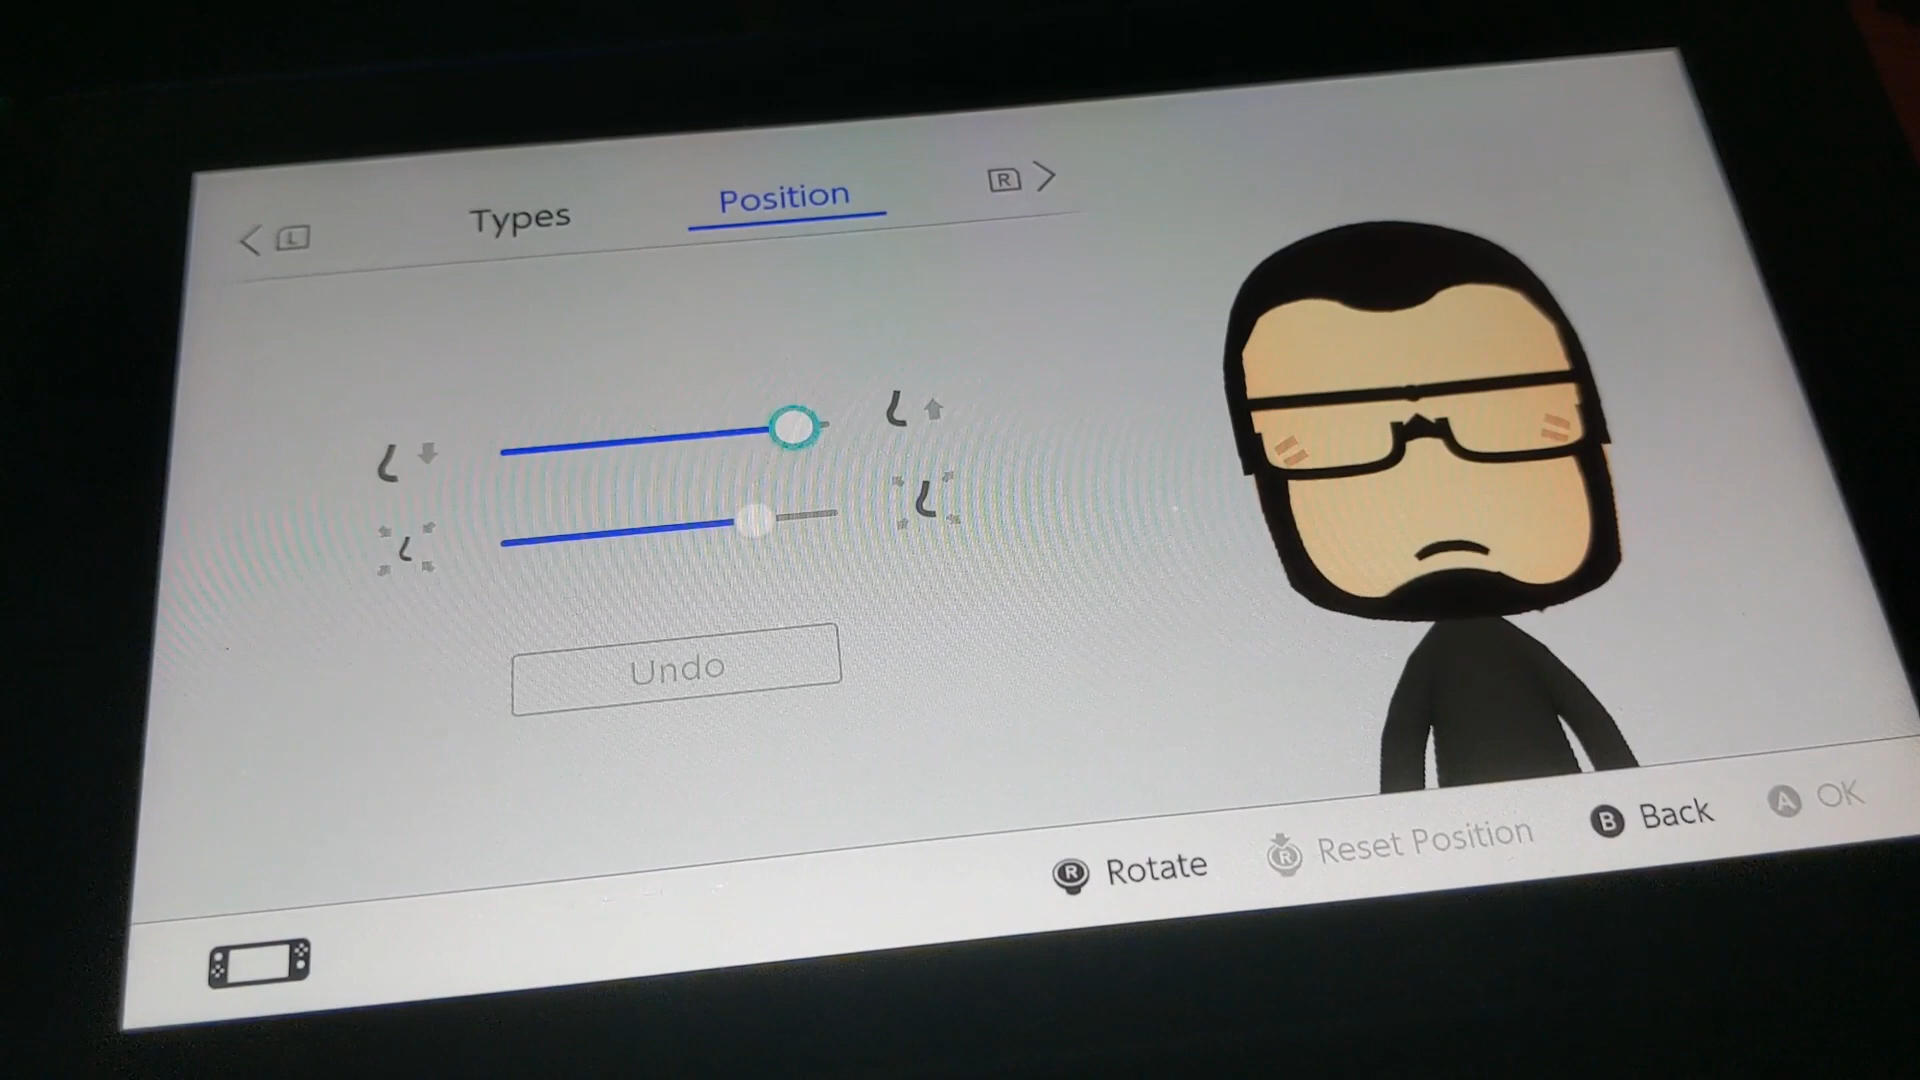 L
Types
Position
R
Undo
R Rotate
R Reset Position
B Back
A OK